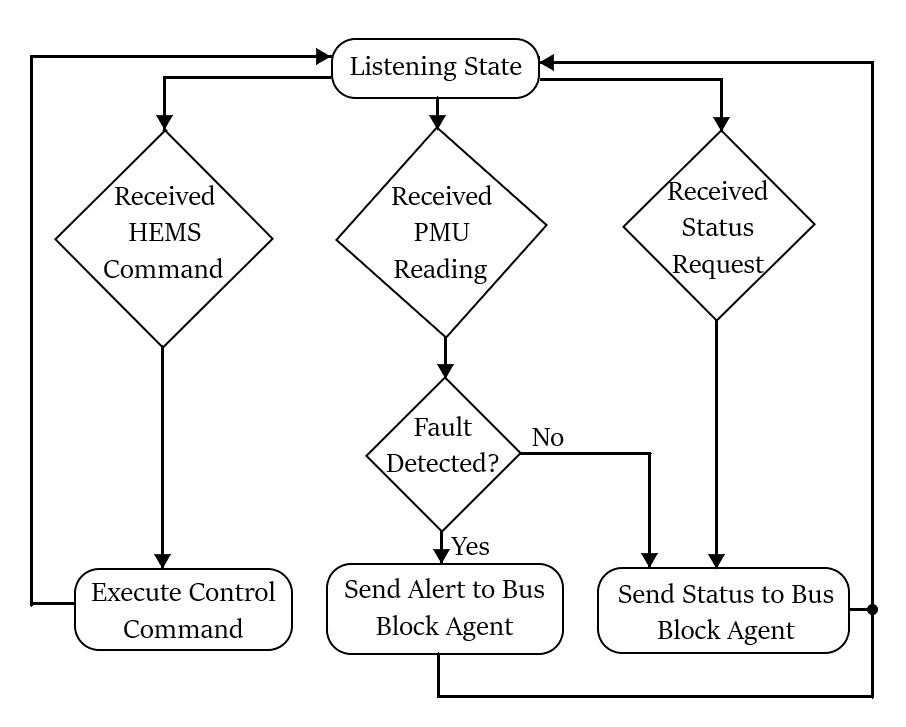 Listening State
Received
HEMS
Command
Received
PMU
Reading
Received
Status
Request
Fault
Detected?
No
Yes
Execute Control
Command
Send Alert to Bus
Block Agent
Send Status to Bus
Block Agent